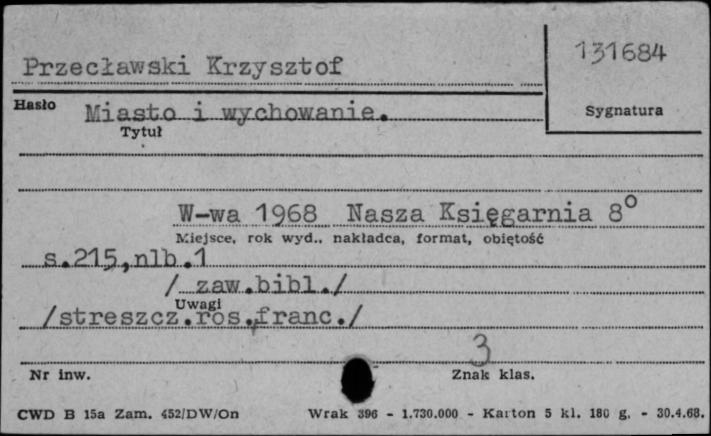 131684
Przecławski Krzysztof
Hasło
Miasto i wychowanie.
Sygnatura
Tytuł
W-wa 1968 Nasza Księgarnia 8°
Miejsce, rok wyd., nakładca, format, objętość
s.215,nlb.1
/ zaw.bibl./
Uwagi
/streszcz.ros.,franc./
3
Nr inw.
Znak klas.
CWD B 15a Zam. 452/DW/On Wrak 396 - 1.730.000 - Karton 5 kl. 180 g. - 30.4.68.